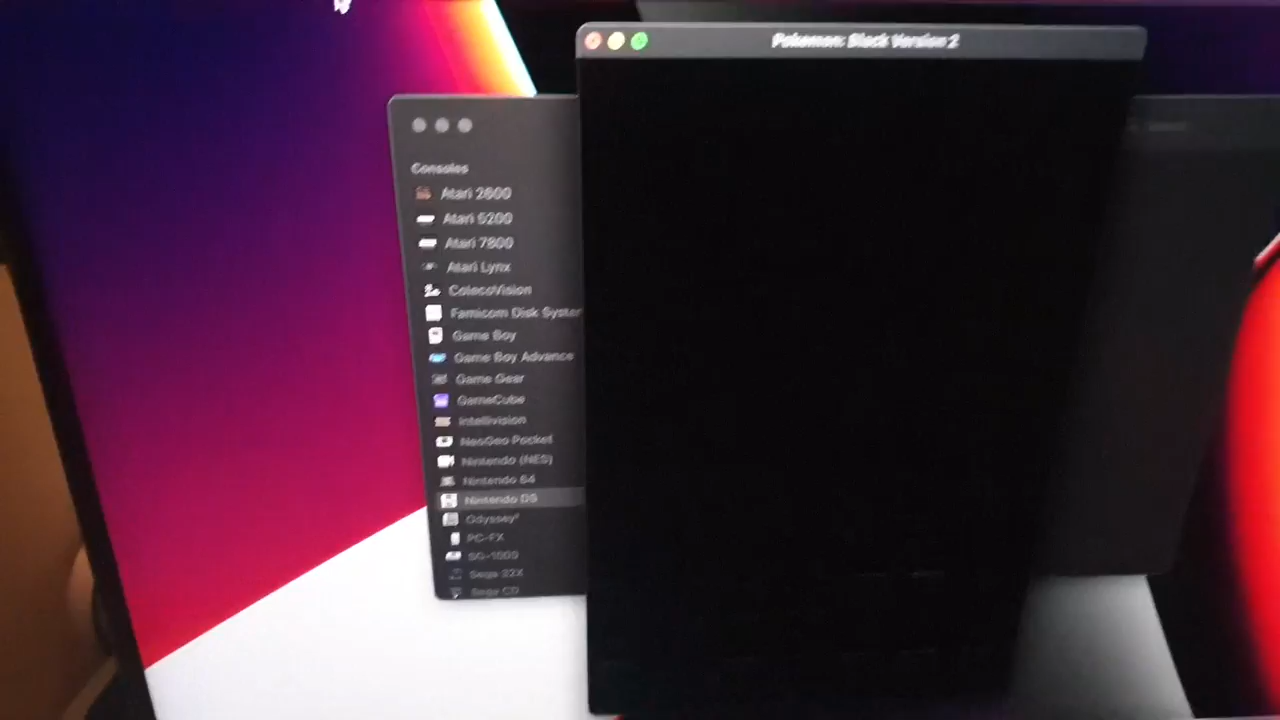 Pokemon: Black Version 2
Consoles
Atari 2600
Atari 5200
Atari 7800
Atari Lynx
ColecoVision
Famicom Disk System
Game Boy
Game Boy Advance
Game Gear
GameCube
Intellivision
NeoGeo Pocket
Nintendo (NES)
Nintendo 64
Nintendo DS
Odyssey²
PC-FX
SG-1000
Sega 32X
Sega CD